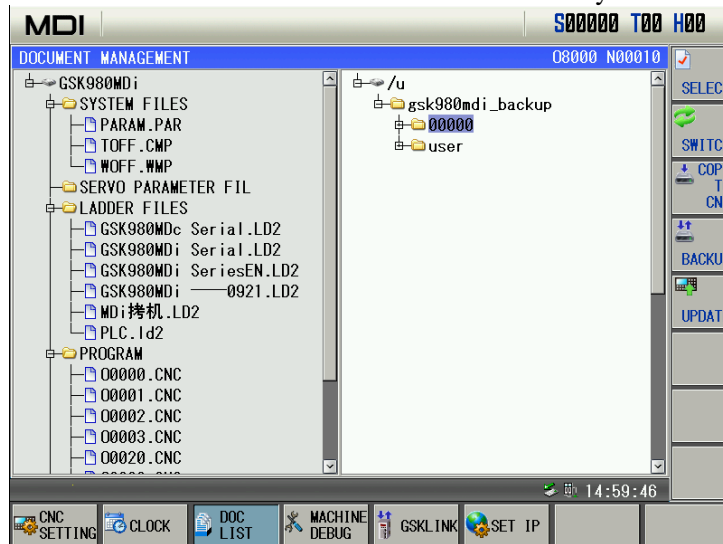 MDI
S00000 T00 H00
DOCUMENT MANAGEMENT
O8000 N00010
GSK980MDi
SYSTEM FILES
PARAM.PAR
TOFF.CMP
WOFF.WMP
SERVO PARAMETER FIL
LADDER FILES
GSK980MDc Serial.LD2
GSK980MDi Serial.LD2
GSK980MDi SeriesEN.LD2
GSK980MDi ——0921.LD2
MDi拷机.LD2
PLC.ld2
PROGRAM
O0000.CNC
O0001.CNC
O0002.CNC
O0003.CNC
O0020.CNC
/u
gsk980mdi_backup
00000
user
SELEC
SWITC
COP
T
CN
BACKU
UPDAT
14:59:46
CNC
SETTING
CLOCK
DOC
LIST
MACHINE
DEBUG
GSKLINK
SET IP